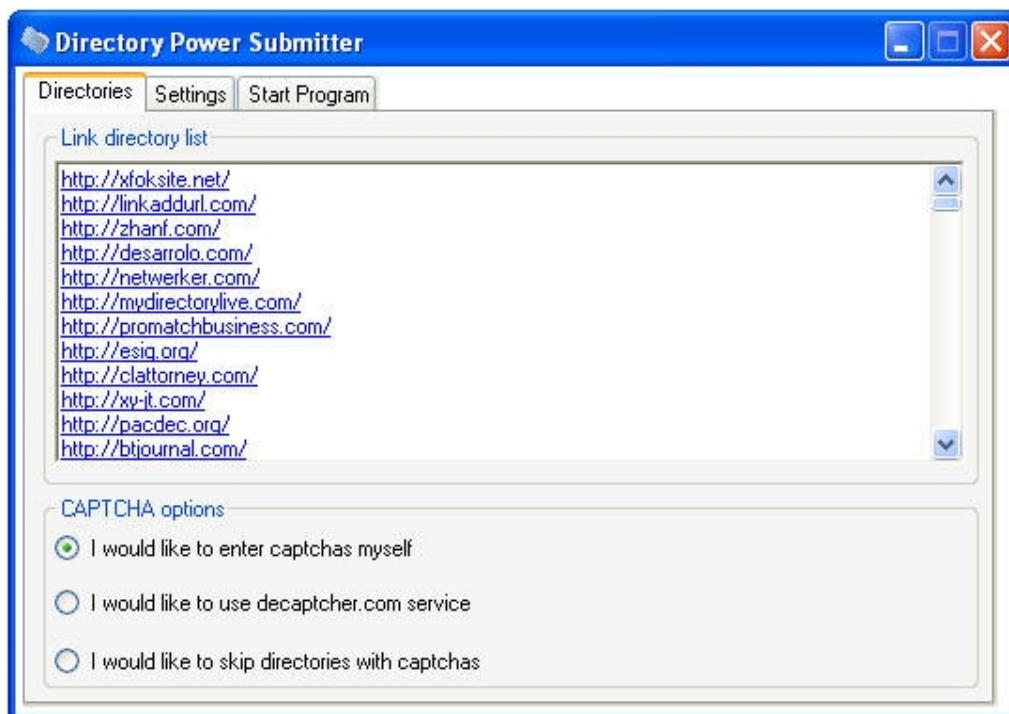 Directory Power Submitter
Directories Settings Start Program
Link directory list
http://xfoksite.net/
http://linkaddurl.com/
http://zhanf.com/
http://desarrolo.com/
http://netwerker.com/
http://mydirectorylive.com/
http://promatchbusiness.com/
http://esiq.org/
http://clattorney.com/
http://xy-jt.com/
http://pacdec.org/
http://btjournal.com/
CAPTCHA options
I would like to enter captchas myself
I would like to use decaptcher.com service
I would like to skip directories with captchas